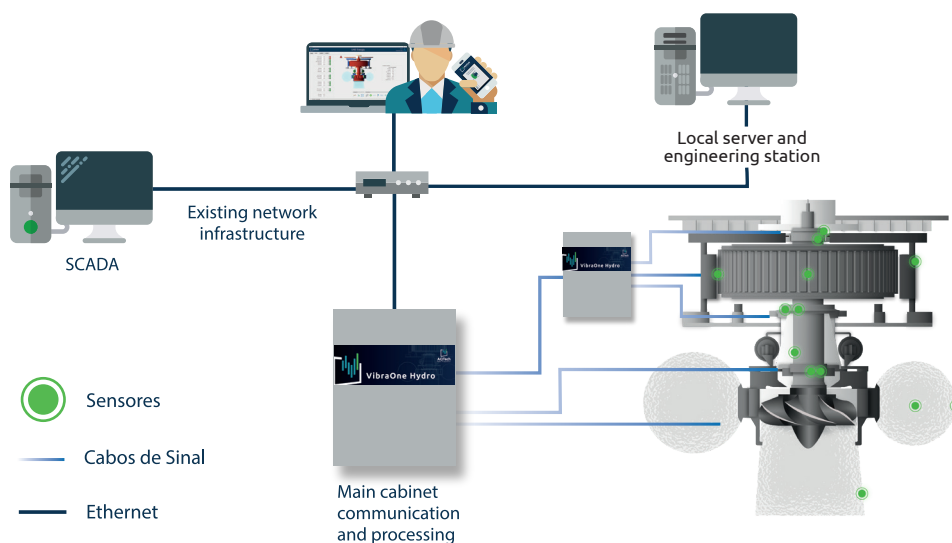 Local server and
engineering station
Existing network
infrastructure
SCADA
VibraOne Hydro
VibraOne Hydro
Sensores
Cabos de Sinal
Ethernet
Main cabinet
communication
and processing